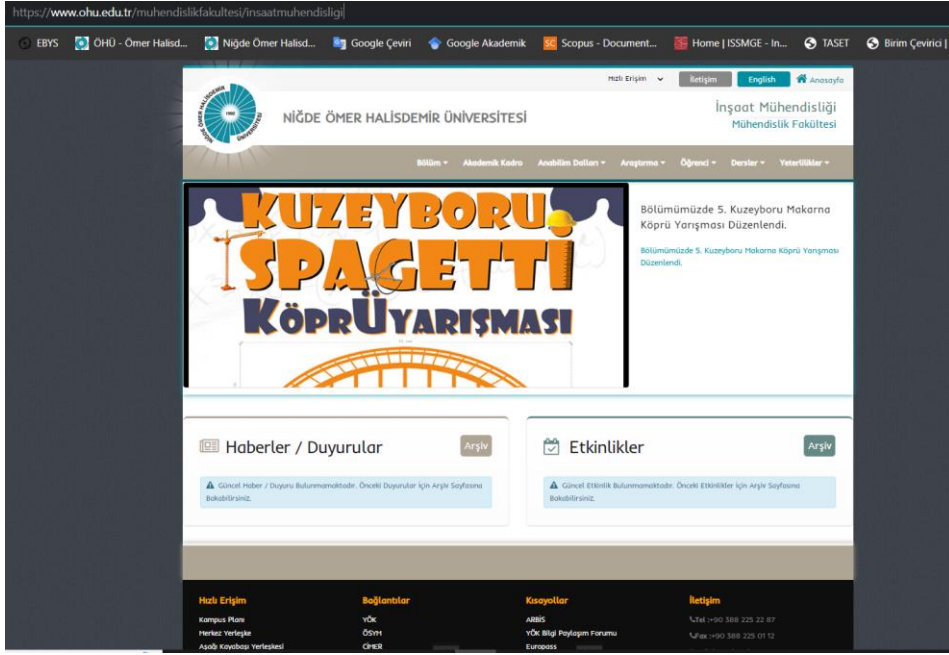 https://www.ohu.edu.tr/muhendislikfakultesi/insaatmuhendisligi
EBYS ÖHÜ - Ömer Halisd... Niğde Ömer Halisd... Google Çeviri Google Akademik Scopus - Document... Home | ISSMGE - In... TASET Birim Çevirici |
Hızlı Erişim İletişim English Anasayfa
NİĞDE ÖMER HALİSDEMİR ÜNİVERSİTESİ
İnşaat Mühendisliği
Mühendislik Fakültesi
Bölüm Akademik Kadro Anabilim Dalları Araştırma Öğrenci Dersler Yeterlilikler
KUZEYBORU
SPAGETTİ
KÖPRÜYARIŞMASI
Bölümümüzde 5. Kuzeyboru Makarna
Köprü Yarışması Düzenlendi.
Bölümümüzde 5. Kuzeyboru Makarna Köprü Yarışması
Düzenlendi.
Haberler / Duyurular Arşiv
Güncel Haber / Duyuru Bulunmamaktadır. Önceki Duyurular İçin Arşiv Sayfasına
Bakabilirsiniz.
Etkinlikler Arşiv
Güncel Etkinlik Bulunmamaktadır. Önceki Etkinlikler İçin Arşiv Sayfasına
Bakabilirsiniz.
Hızlı Erişim
Kampus Planı
Merkez Yerleşke
Aşağı Kayabaşı Yerleşkesi
Bağlantılar
YÖK
ÖSYM
CİMER
Kısayollar
ARBİS
YÖK Bilgi Paylaşım Forumu
Europass
İletişim
Tel :+90 388 225 22 87
Fax :+90 388 225 01 12